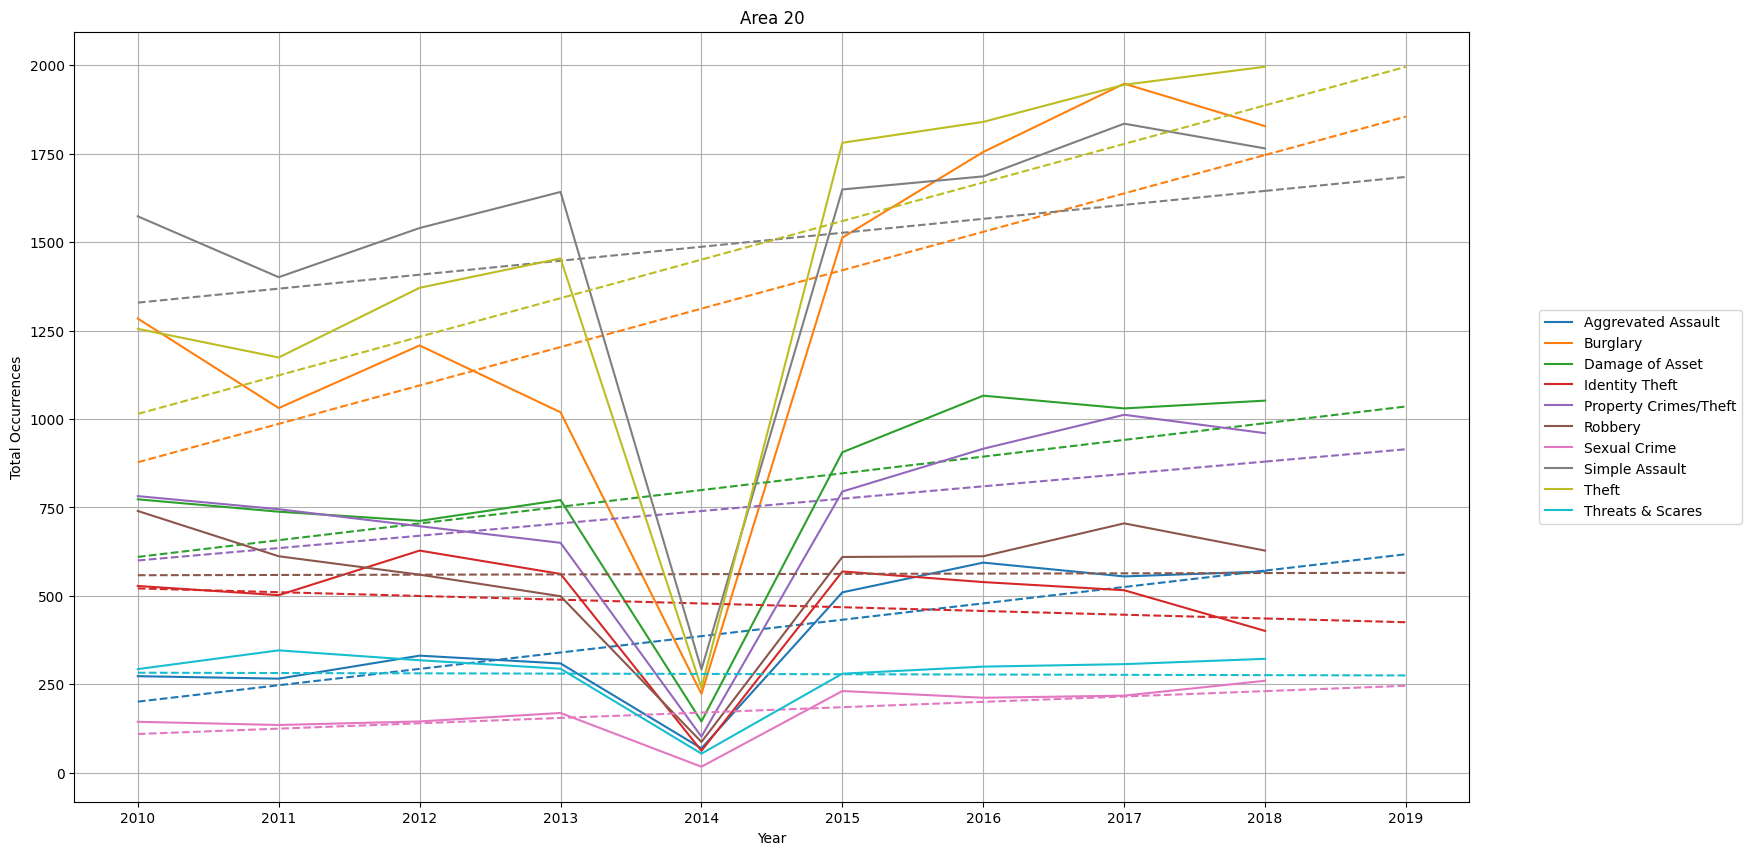 Area 20
2000
1750
1500
1250
1000
750
500
250
0
Total Occurrences
2010 2011 2012 2013 2014 2015 2016 2017 2018 2019
Year
Aggrevated Assault
Burglary
Damage of Asset
Identity Theft
Property Crimes/Theft
Robbery
Sexual Crime
Simple Assault
Theft
Threats & Scares